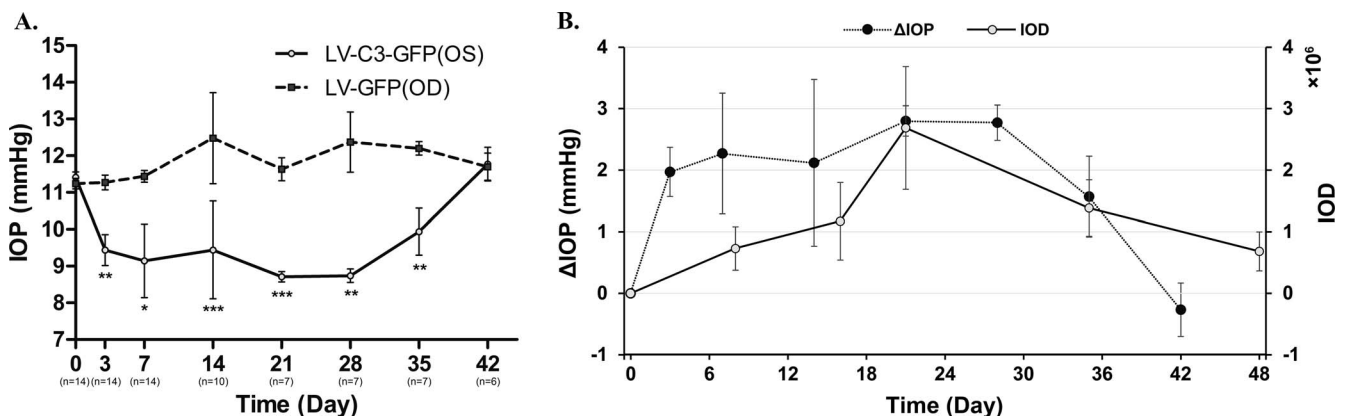 A.
LV-C3-GFP(OS)
LV-GFP(OD)
IOP (mmHg)
15
14
13
12
11
10
9
8
7
** * *** *** ** **
0 3 7 14 21 28 35 42
(n=14) (n=14) (n=14) (n=10) (n=7) (n=7) (n=7) (n=6)
Time (Day)
B.
ΔIOP IOD
ΔIOP (mmHg)
4
3
2
1
0
-1
4
3
2
1
0
-1
×10⁶
IOD
0 6 12 18 24 30 36 42 48
Time (Day)